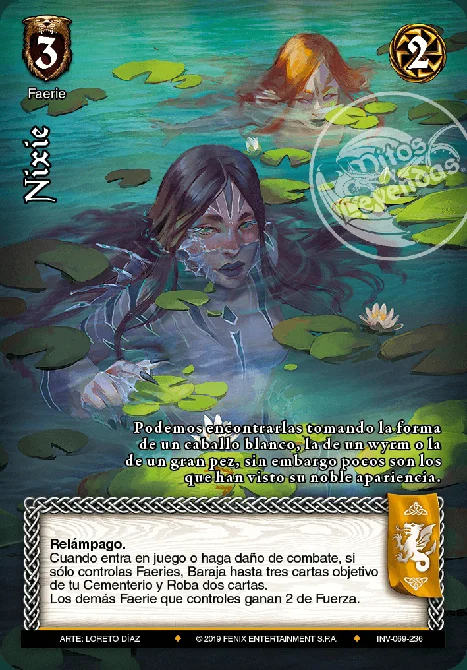 3
2
Faerie
Nixie
Mitos
y
Leyendas
Podemos encontrarlas tomando la forma
de un caballo blanco, la de un wyrm o la
de un gran pez, sin embargo pocos son los
que han visto su noble apariencia.
Relámpago.
Cuando entra en juego o haga daño de combate, si
sólo controlas Faeries, Baraja hasta tres cartas objetivo
de tu Cementerio y Roba dos cartas.
Los demás Faerie que controles ganan 2 de Fuerza.
ARTE: LORETO DÍAZ ♦ © 2019 FENIX ENTERTAINMENT S.P.A. ♦ INV-099-236